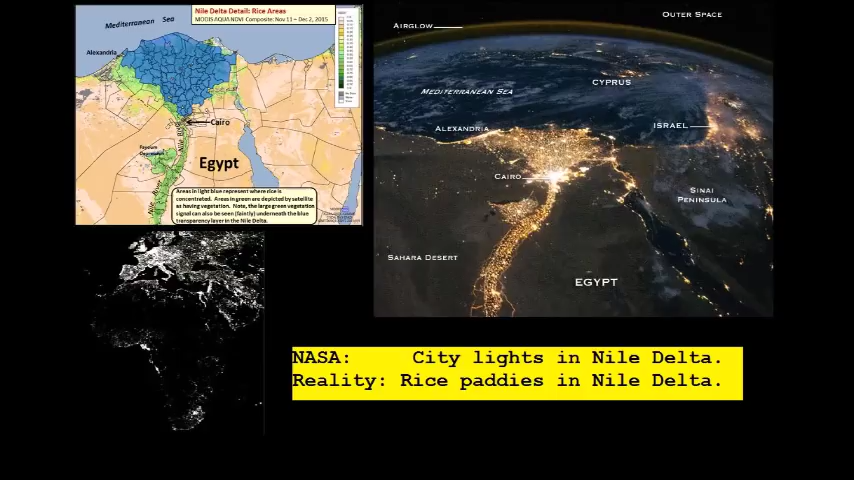 Nile Delta Detail: Rice Areas
MODIS AQUA NDVI Composite: Nov 11 – Dec 2, 2015
Mediterranean Sea
Alexandria
Cairo
Nile River
Fayoum
Egypt
Nile
Areas in light blue represent where rice is
concentrated. Areas in green are depicted by satellite
as having vegetation. Note, the large green vegetation
signal can also be seen (faintly) underneath the blue
transparency layer in the Nile Delta.
OUTER SPACE
AIRGLOW
CYPRUS
MEDITERRANEAN SEA
ISRAEL
ALEXANDRIA
CAIRO
SINAI
PENINSULA
SAHARA DESERT
EGYPT
NASA: City lights in Nile Delta.
Reality: Rice paddies in Nile Delta.